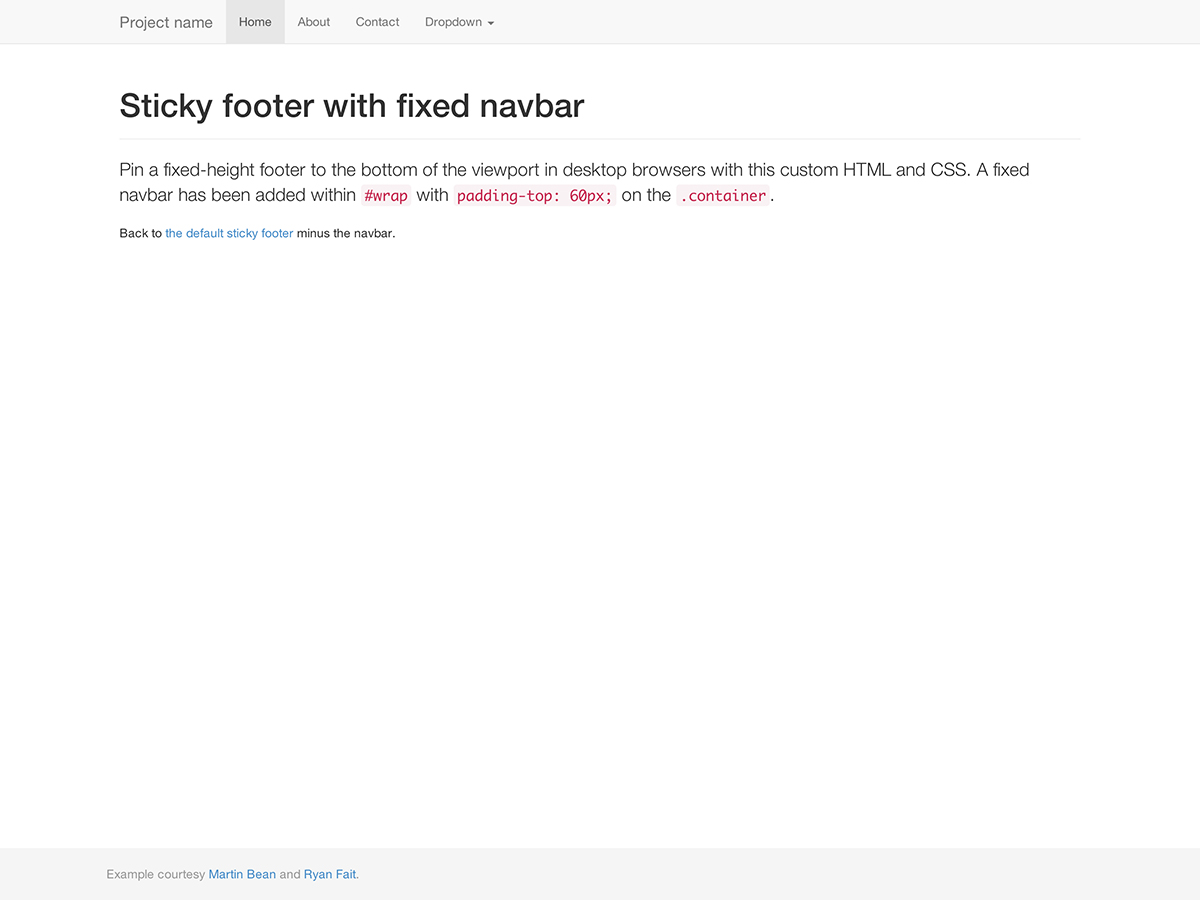 Project name Home About Contact Dropdown
Sticky footer with fixed navbar
Pin a fixed-height footer to the bottom of the viewport in desktop browsers with this custom HTML and CSS. A fixed
navbar has been added within #wrap with padding-top: 60px; on the .container.
Back to the default sticky footer minus the navbar.
Example courtesy Martin Bean and Ryan Fait.